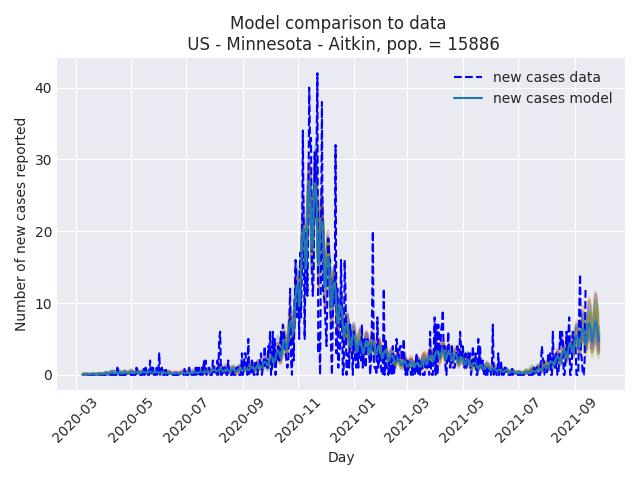 Model comparison to data
US - Minnesota - Aitkin, pop. = 15886
new cases data
new cases model
Number of new cases reported
40
30
20
10
0
2020-03
2020-05
2020-07
2020-09
2020-11
2021-01
2021-03
2021-05
2021-07
2021-09
Day